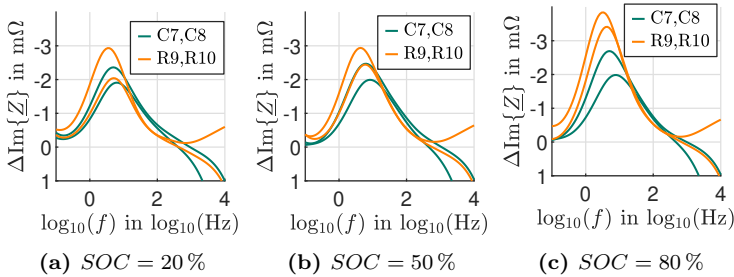 ΔIm{Z} in mΩ
-3
-2
-1
0
1
C7,C8
R9,R10
0 2 4
log10(f) in log10(Hz)
(a) SOC = 20 %
ΔIm{Z} in mΩ
-3
-2
-1
0
1
C7,C8
R9,R10
0 2 4
log10(f) in log10(Hz)
(b) SOC = 50 %
ΔIm{Z} in mΩ
-3
-2
-1
0
1
C7,C8
R9,R10
0 2 4
log10(f) in log10(Hz)
(c) SOC = 80 %